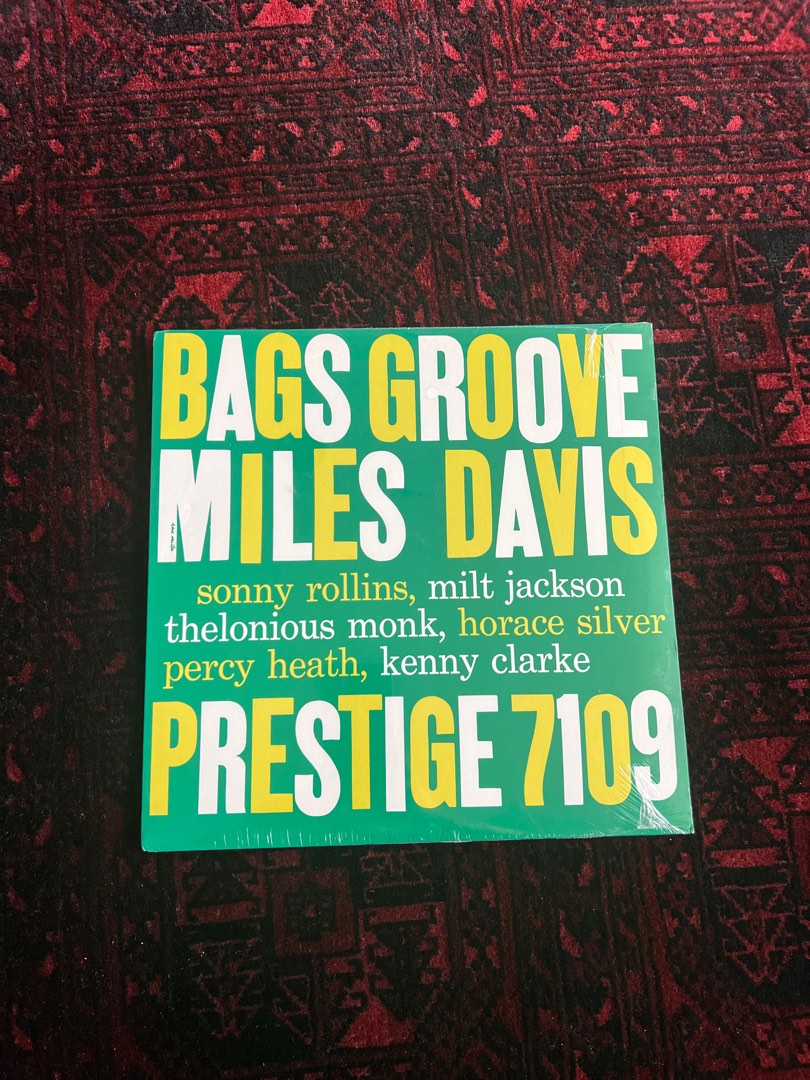 BAGS GROOVE
MILES DAVIS
sonny rollins, milt jackson
thelonious monk, horace silver
percy heath, kenny clarke
PRESTIGE 7109